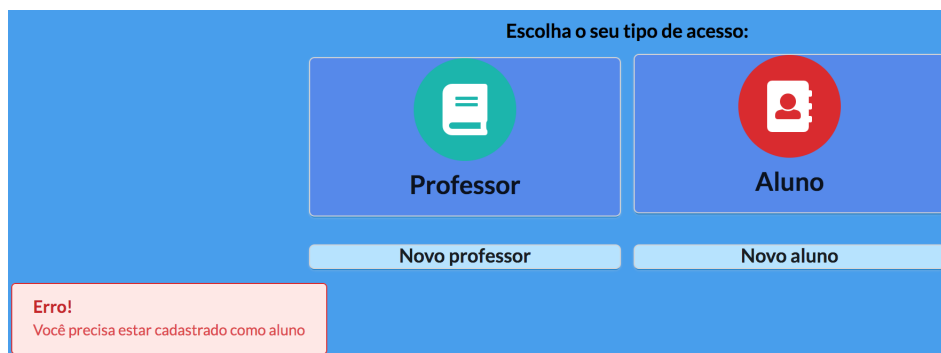 Escolha o seu tipo de acesso:
Professor
Aluno
Novo professor
Novo aluno
Erro!
Você precisa estar cadastrado como aluno